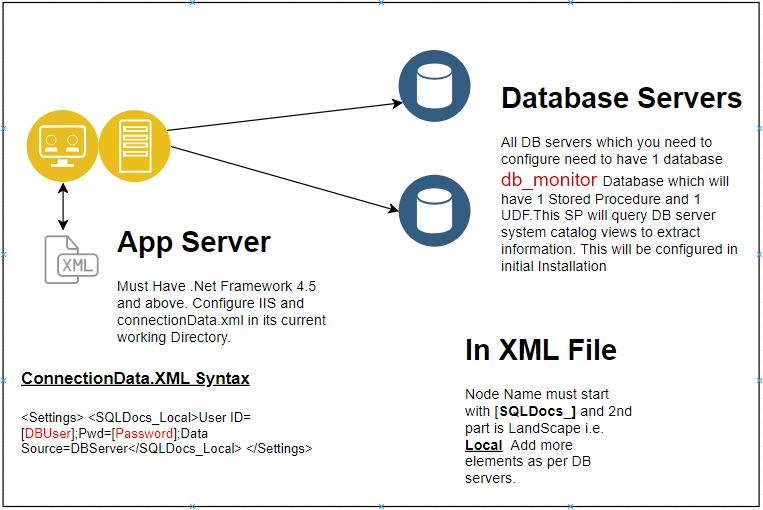 Database Servers
All DB servers which you need to
configure need to have 1 database
db_monitor Database which will
have 1 Stored Procedure and 1
UDF.This SP will query DB server
system catalog views to extract
information. This will be configured in
initial Installation
XML
App Server
Must Have .Net Framework 4.5
and above. Configure IIS and
connectionData.xml in its current
working Directory.
ConnectionData.XML Syntax
<Settings> <SQLDocs_Local>User ID=
[DBUser];Pwd=[Password];Data
Source=DBServer</SQLDocs_Local> </Settings>
In XML File
Node Name must start
with [SQLDocs_] and 2nd
part is LandScape i.e.
Local Add more
elements as per DB
servers.